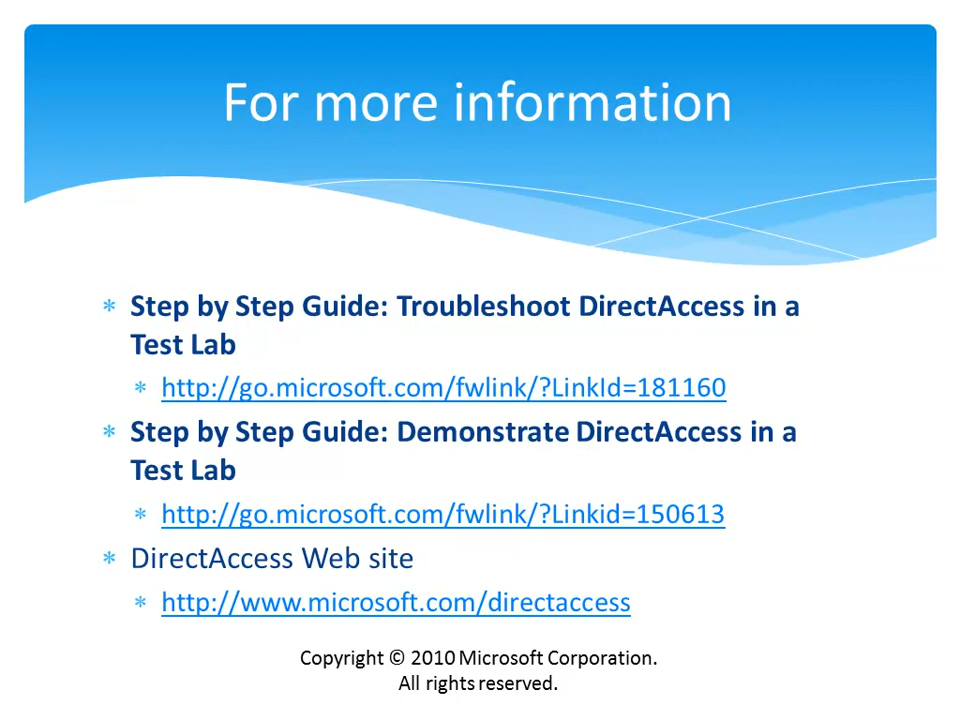 For more information
* Step by Step Guide: Troubleshoot DirectAccess in a
Test Lab
* http://go.microsoft.com/fwlink/?LinkId=181160
* Step by Step Guide: Demonstrate DirectAccess in a
Test Lab
* http://go.microsoft.com/fwlink/?Linkid=150613
* DirectAccess Web site
* http://www.microsoft.com/directaccess
Copyright © 2010 Microsoft Corporation.
All rights reserved.